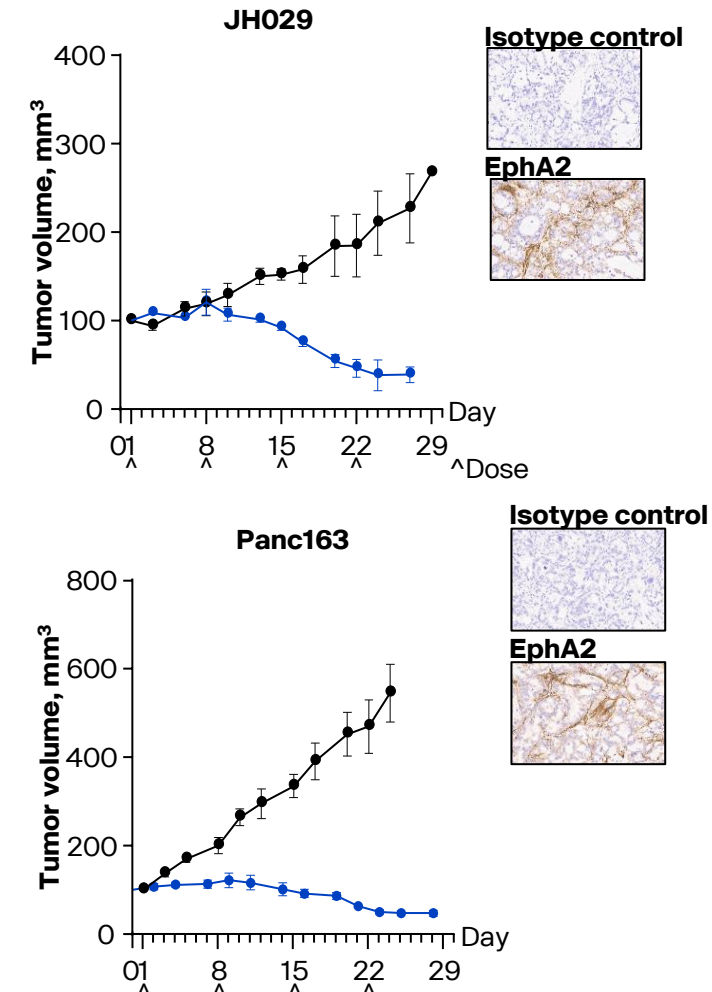 JH029
Isotype control
EphA2
Tumor volume, mm³
400
300
200
100
0
Day
01 8 15 22 29
^ ^ ^ ^ ^Dose
Panc163
Isotype control
EphA2
Tumor volume, mm³
800
600
400
200
0
Day
01 8 15 22 29
^ ^ ^ ^